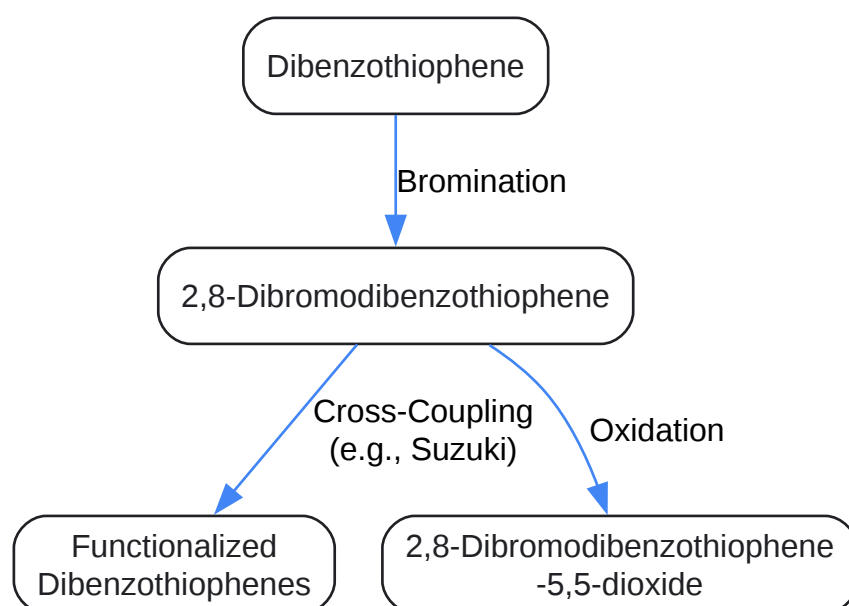 Dibenzothiophene
Bromination
2,8-Dibromodibenzothiophene
Cross-Coupling
(e.g., Suzuki)
Oxidation
Functionalized
Dibenzothiophenes
2,8-Dibromodibenzothiophene
-5,5-dioxide